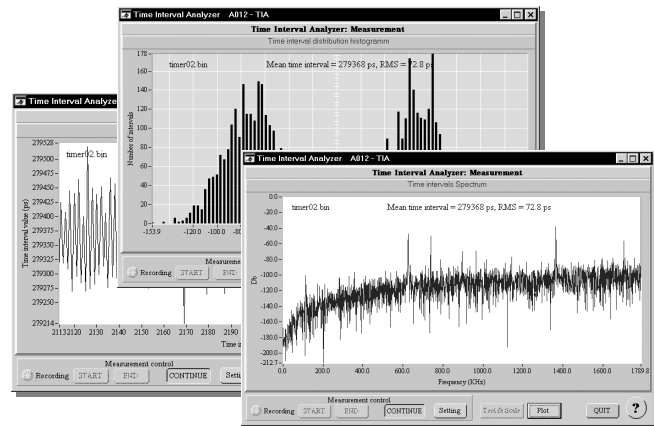 Time Interval Analyzer A012 - TIA
Time Interval Analyzer: Measurement
Time interval distribution histogramm
timer02.bin
Mean time interval = 279368 ps, RMS = 72.8 ps
Number of intervals
178
160
140
120
100
80
60
40
20
0
-153.9 -120.0 -100.0
Recording START END
Time Interval Analyze
timer02.bin
Time interval value (ps)
279528
279500
279475
279450
279425
279400
279375
279350
279325
279300
279275
279250
279214
2120 2130 2140 2150 2160 2170 2180 2190
Measurement control
Recording START END CONTINUE
Time Interval Analyzer A012 - TIA
Time Interval Analyzer: Measurement
Time intervals Spectrum
timer02.bin
Mean time interval = 279368 ps, RMS = 72.8 ps
Db
0.0
-20.0
-40.0
-60.0
-80.0
-100.0
-120.0
-140.0
-160.0
-180.0
-200.0
-212.7
0.0 200.0 400.0 600.0 800.0 1000.0 1200.0 1400.0 1600.0 1789.8
Frequency (KHz)
Measurement control
Recording START END CONTINUE Setting Text & Scale Plot QUIT ?